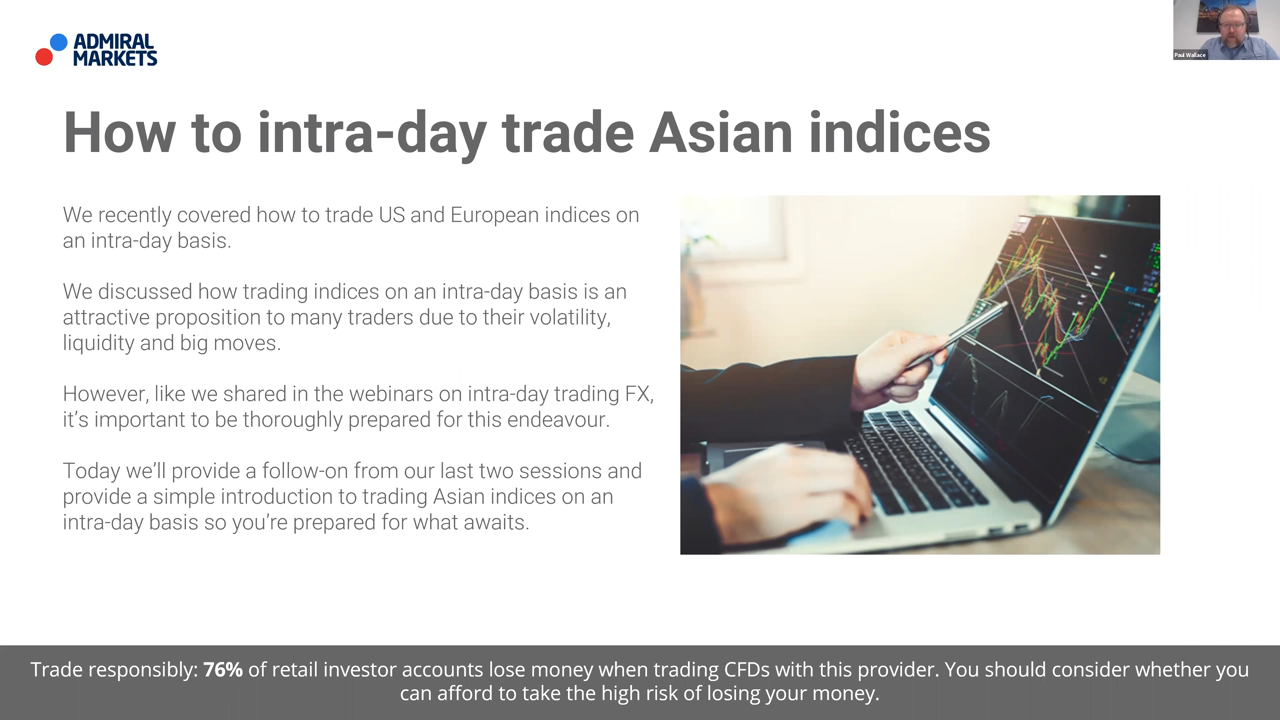 ADMIRAL
MARKETS
Paul Wallace
How to intra-day trade Asian indices
We recently covered how to trade US and European indices on
an intra-day basis.
We discussed how trading indices on an intra-day basis is an
attractive proposition to many traders due to their volatility,
liquidity and big moves.
However, like we shared in the webinars on intra-day trading FX,
it’s important to be thoroughly prepared for this endeavour.
Today we’ll provide a follow-on from our last two sessions and
provide a simple introduction to trading Asian indices on an
intra-day basis so you’re prepared for what awaits.
Trade responsibly: 76% of retail investor accounts lose money when trading CFDs with this provider. You should consider whether you
can afford to take the high risk of losing your money.